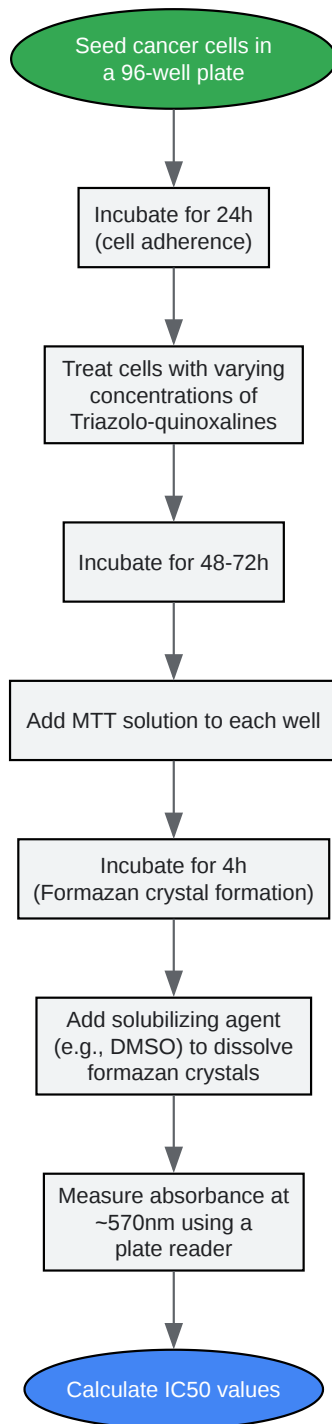 Seed cancer cells in
a 96-well plate
Incubate for 24h
(cell adherence)
Treat cells with varying
concentrations of
Triazolo-quinoxalines
Incubate for 48-72h
Add MTT solution to each well
Incubate for 4h
(Formazan crystal formation)
Add solubilizing agent
(e.g., DMSO) to dissolve
formazan crystals
Measure absorbance at
~570nm using a
plate reader
Calculate IC50 values